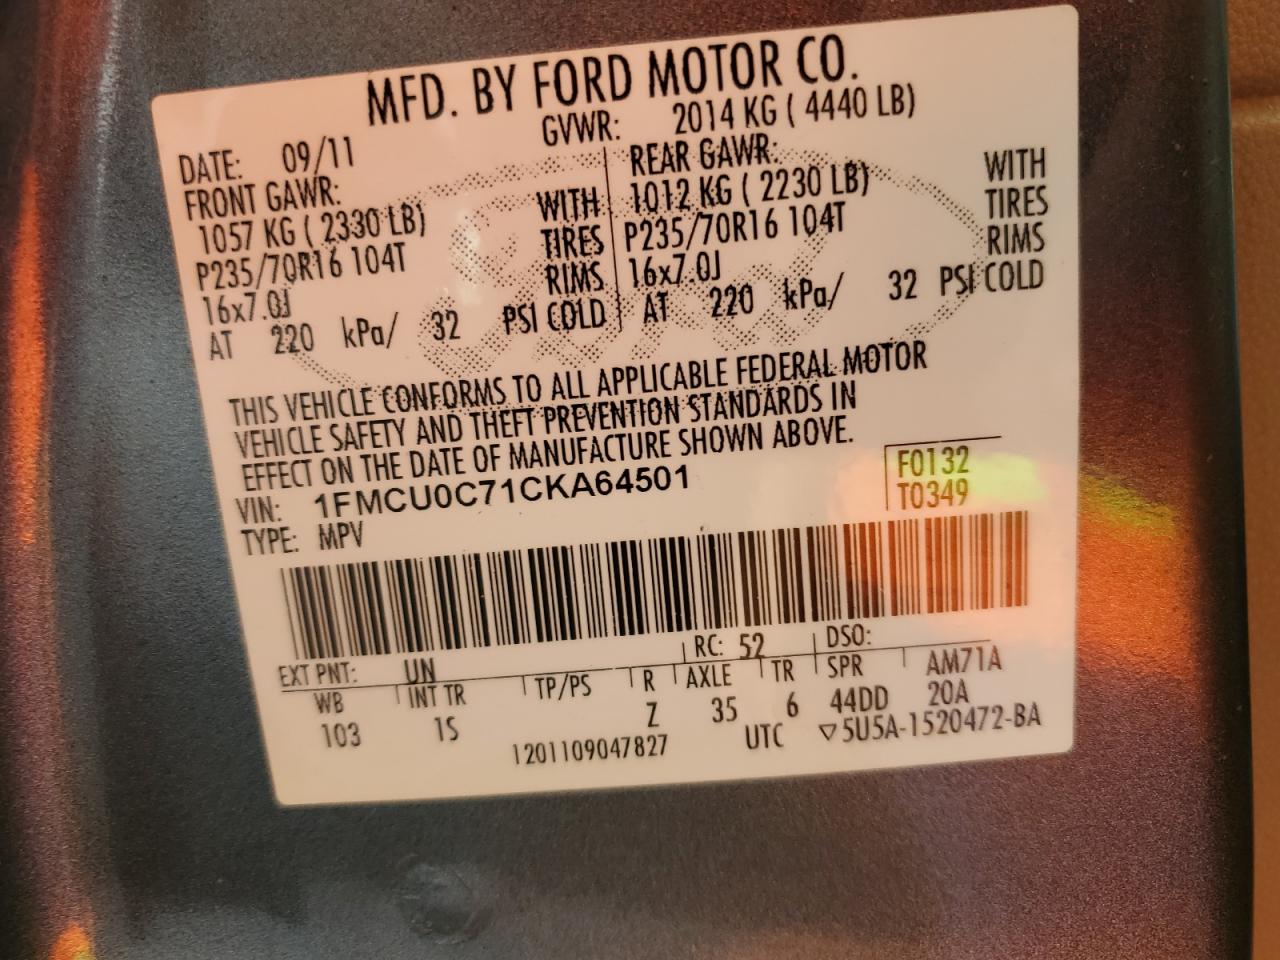 MFD. BY FORD MOTOR CO.
DATE: 09/11 GVWR: 2014 KG ( 4440 LB)
FRONT GAWR: REAR GAWR:
1057 KG ( 2330 LB) WITH 1012 KG ( 2230 LB) WITH
P235/70R16 104T TIRES P235/70R16 104T TIRES
16x7.0J RIMS 16x7.0J RIMS
AT 220 kPa/ 32 PSI COLD AT 220 kPa/ 32 PSI COLD
THIS VEHICLE CONFORMS TO ALL APPLICABLE FEDERAL MOTOR
VEHICLE SAFETY AND THEFT PREVENTION STANDARDS IN
EFFECT ON THE DATE OF MANUFACTURE SHOWN ABOVE.
VIN: 1FMCU0C71CKA64501 F0132
TYPE: MPV T0349
EXT PNT: UN RC: 52 DSO:
WB INT TR TP/PS R AXLE TR SPR AM71A
103 1S Z 35 6 44DD 20A
1201109047827 UTC ▽5U5A-1520472-BA